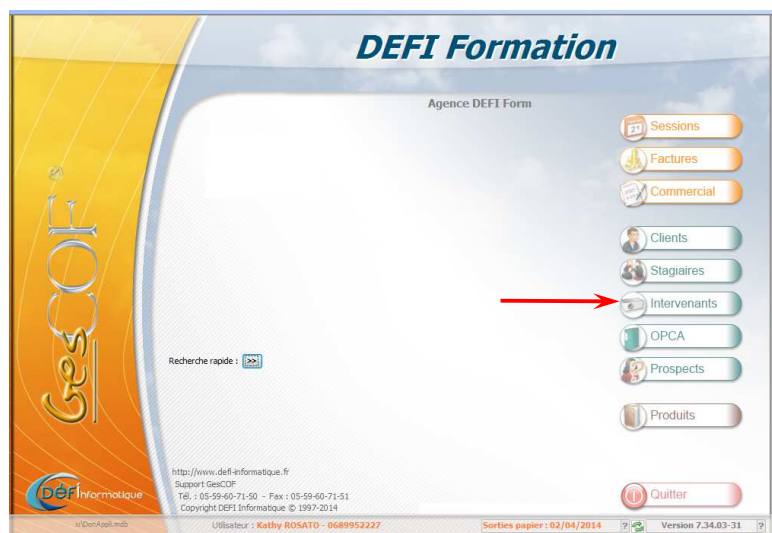 DEFI Formation
Agence DEFI Form
GesCOF
®
21
Sessions
Factures
Commercial
Clients
Stagiaires
Intervenants
OPCA
Prospects
Produits
Quitter
Recherche rapide : >>
http://www.defi-informatique.fr
Support GesCOF
Tél. : 05-59-60-71-50 - Fax : 05-59-60-71-51
Copyright DEFI Informatique © 1997-2014
DéFInformatique
x:\DonAppli.mdb
Utilisateur : Kathy ROSATO - 0689952227
Sorties papier : 02/04/2014
?
Version 7.34.03-31
?